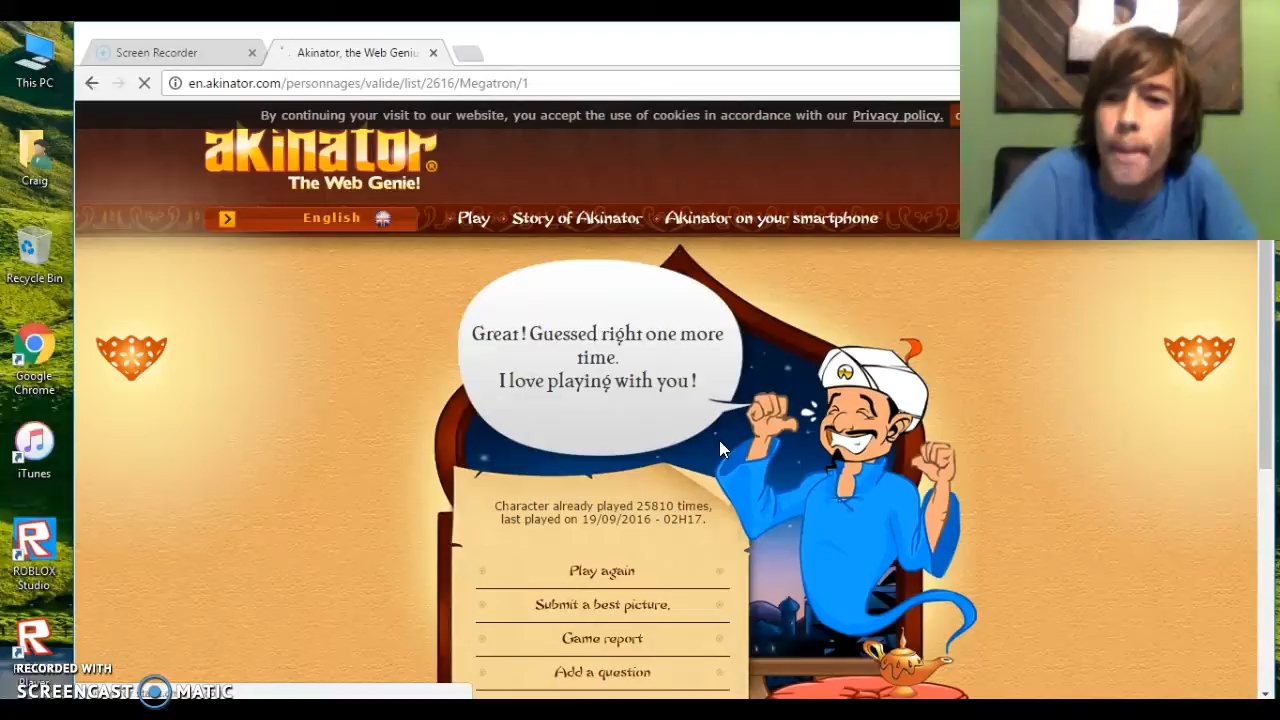 This PC
Craig
Recycle Bin
Google
Chrome
iTunes
ROBLOX
Studio
Screen Recorder
Akinator, the Web Geniu
en.akinator.com/personnages/valide/list/2616/Megatron/1
By continuing your visit to our website, you accept the use of cookies in accordance with our Privacy policy.
akinator®
The Web Genie!
English
Play
Story of Akinator
Akinator on your smartphone
Great! Guessed right one more
time.
I love playing with you!
Character already played 25810 times,
last played on 19/09/2016 - 02H17.
Play again
Submit a best picture.
Game report
Add a question
RECORDED WITH
SCREENCAST MATIC